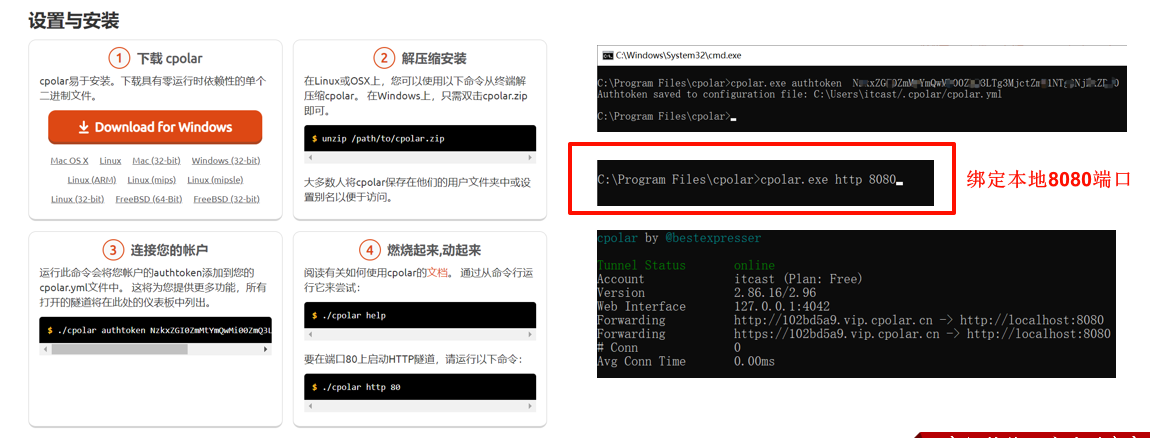 设置与安装
1 下载 cpolar
cpolar易于安装。下载具有零运行时依赖性的单个
二进制文件。
Download for Windows
Mac OS X Linux Mac (32-bit) Windows (32-bit)
Linux (ARM) Linux (mips) Linux (mipsle)
Linux (32-bit) FreeBSD (64-Bit) FreeBSD (32-bit)
2 解压缩安装
在Linux或OSX上，您可以使用以下命令从终端解
压缩cpolar。 在Windows上，只需双击cpolar.zip
即可。
$ unzip /path/to/cpolar.zip
大多数人将cpolar保存在他们的用户文件夹中或设
置别名以便于访问。
3 连接您的帐户
运行此命令会将您帐户的authtoken添加到您的
cpolar.yml文件中。 这将为您提供更多功能，所有
打开的隧道将在此处的仪表板中列出。
$ ./cpolar authtoken
4 燃烧起来,动起来
阅读有关如何使用cpolar的文档。 通过从命令行运
行它来尝试：
$ ./cpolar help
要在端口80上启动HTTP隧道，请运行以下命令：
$ ./cpolar http 80
C:\Windows\System32\cmd.exe
C:\Program Files\cpolar>cpolar.exe authtoken
Authtoken saved to configuration file: C:\Users\itcast/.cpolar/cpolar.yml
C:\Program Files\cpolar>
C:\Program Files\cpolar>cpolar.exe http 8080
绑定本地8080端口
cpolar by @bestexpresser
Tunnel Status online
Account itcast (Plan: Free)
Version 2.86.16/2.96
Web Interface 127.0.0.1:4042
Forwarding http://102bd5a9.vip.cpolar.cn -> http://localhost:8080
Forwarding https://102bd5a9.vip.cpolar.cn -> http://localhost:8080
# Conn 0
Avg Conn Time 0.00ms